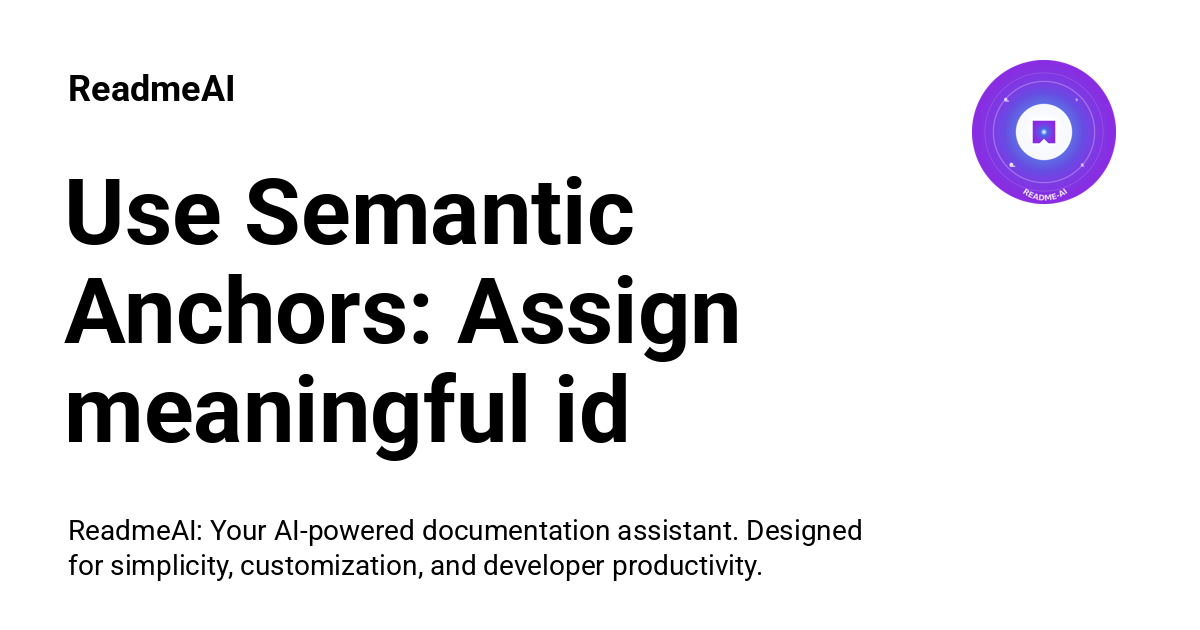 ReadmeAI
README-AI
Use Semantic
Anchors: Assign
meaningful id
ReadmeAI: Your AI-powered documentation assistant. Designed
for simplicity, customization, and developer productivity.